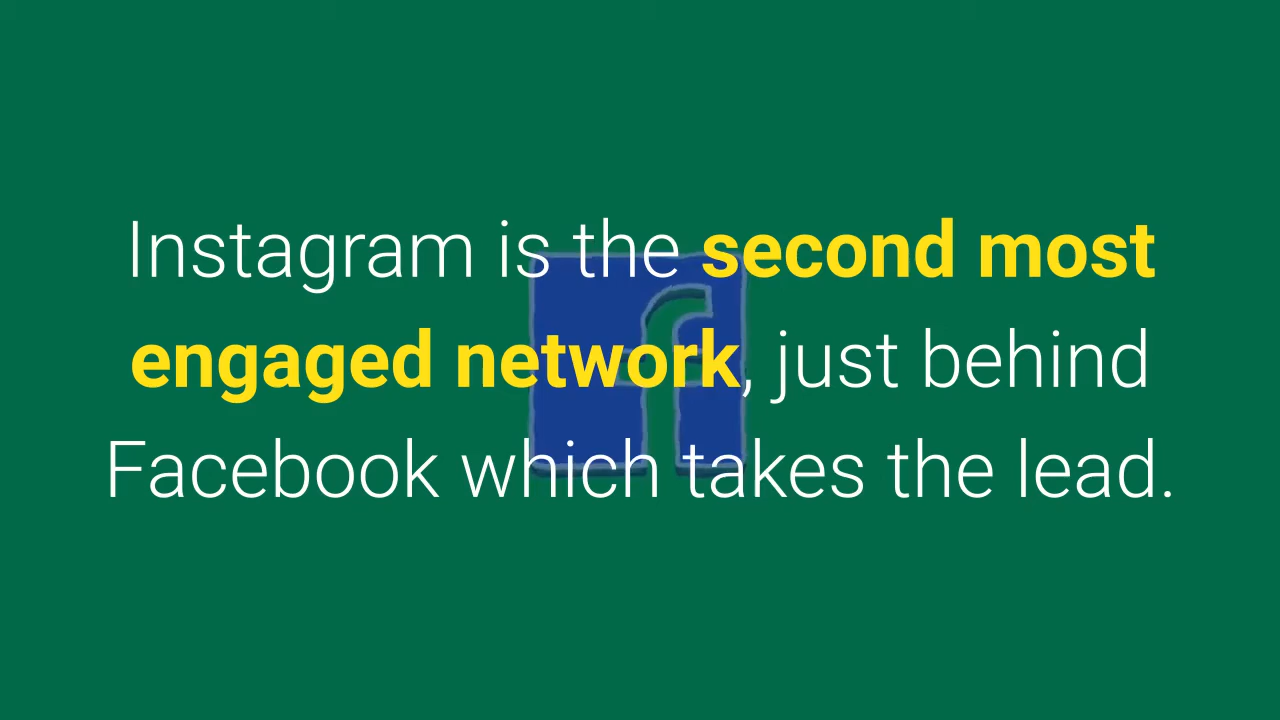 Instagram is the second most
engaged network, just behind
Facebook which takes the lead.